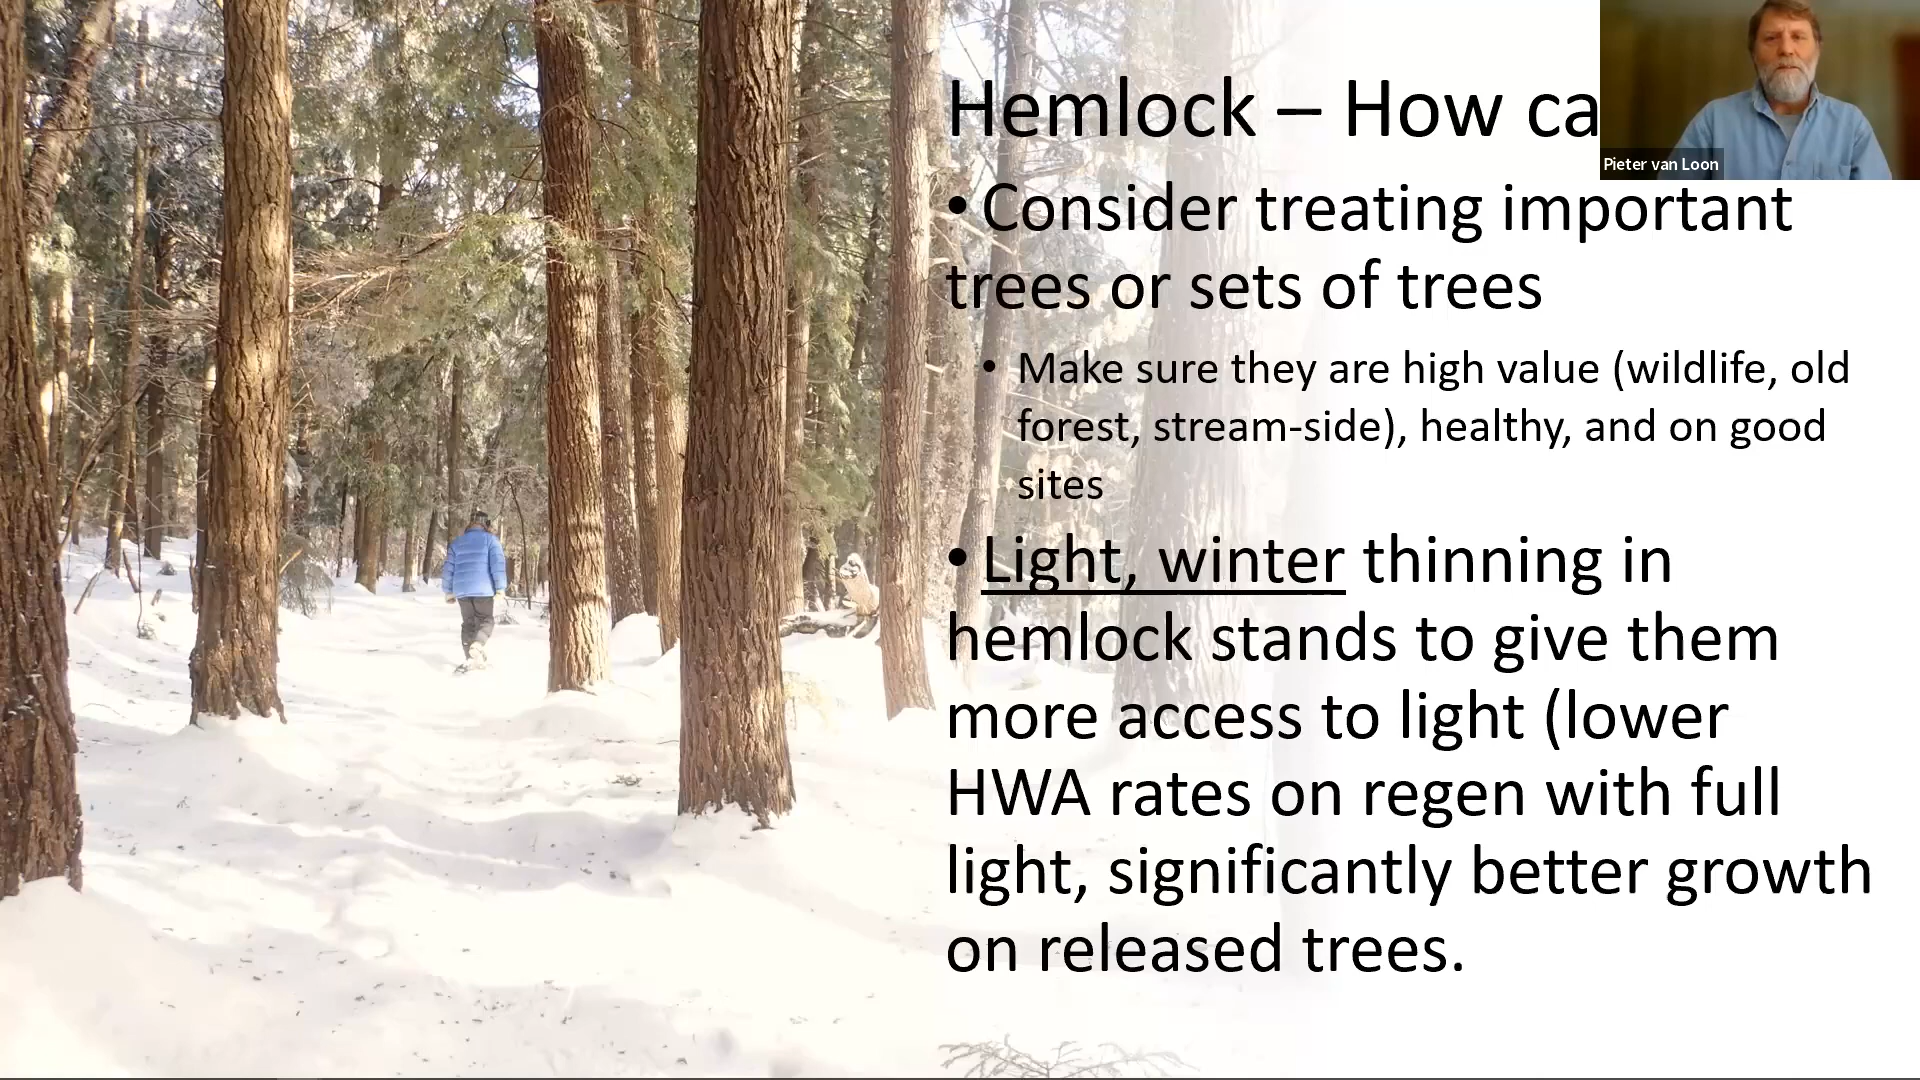 Hemlock – How ca
Pieter van Loon
•Consider treating important
trees or sets of trees
• Make sure they are high value (wildlife, old
forest, stream-side), healthy, and on good
sites
•Light, winter thinning in
hemlock stands to give them
more access to light (lower
HWA rates on regen with full
light, significantly better growth
on released trees.